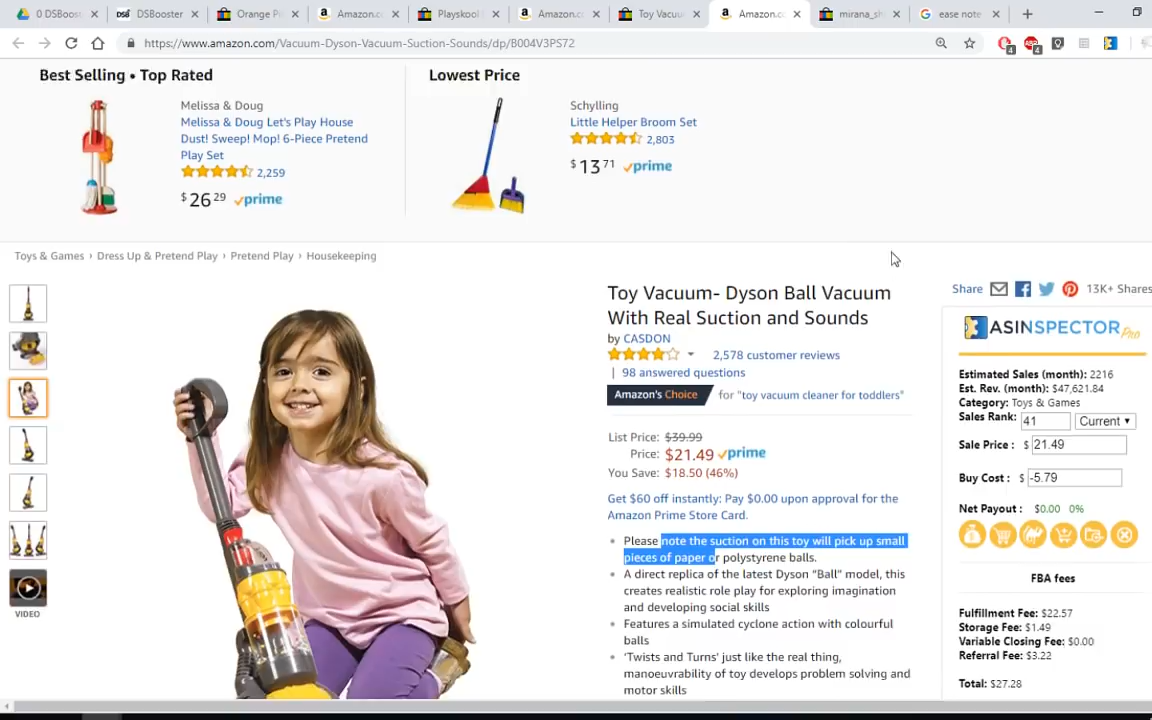 0 DSBoost
DSBooster
Orange Pi
Amazon.c
Playskool
Amazon.c
Toy Vacuu
Amazon.c
mirana_sh
ease note
https://www.amazon.com/Vacuum-Dyson-Vacuum-Suction-Sounds/dp/B004V3PS72
Best Selling • Top Rated
Melissa & Doug
Melissa & Doug Let's Play House
Dust! Sweep! Mop! 6-Piece Pretend
Play Set
2,259
$26 29 prime
Lowest Price
Schylling
Little Helper Broom Set
2,803
$13 71 prime
Toys & Games › Dress Up & Pretend Play › Pretend Play › Housekeeping
VIDEO
Toy Vacuum- Dyson Ball Vacuum
With Real Suction and Sounds
by CASDON
2,578 customer reviews
| 98 answered questions
Amazon's Choice for "toy vacuum cleaner for toddlers"
List Price: $39.99
Price: $21.49 prime
You Save: $18.50 (46%)
Get $60 off instantly: Pay $0.00 upon approval for the
Amazon Prime Store Card.
Please note the suction on this toy will pick up small
pieces of paper or polystyrene balls.
A direct replica of the latest Dyson “Ball” model, this
creates realistic role play for exploring imagination
and developing social skills
Features a simulated cyclone action with colourful
balls
‘Twists and Turns’ just like the real thing,
manoeuvrability of toy develops problem solving and
motor skills
Share 13K+ Shares
ASINSPECTOR Pro
Estimated Sales (month): 2216
Est. Rev. (month): $47,621.84
Category: Toys & Games
Sales Rank: 41 Current
Sale Price : $ 21.49
Buy Cost : $ -5.79
Net Payout : $0.00 0%
FBA fees
Fulfillment Fee: $22.57
Storage Fee: $1.49
Variable Closing Fee: $0.00
Referral Fee: $3.22
Total: $27.28